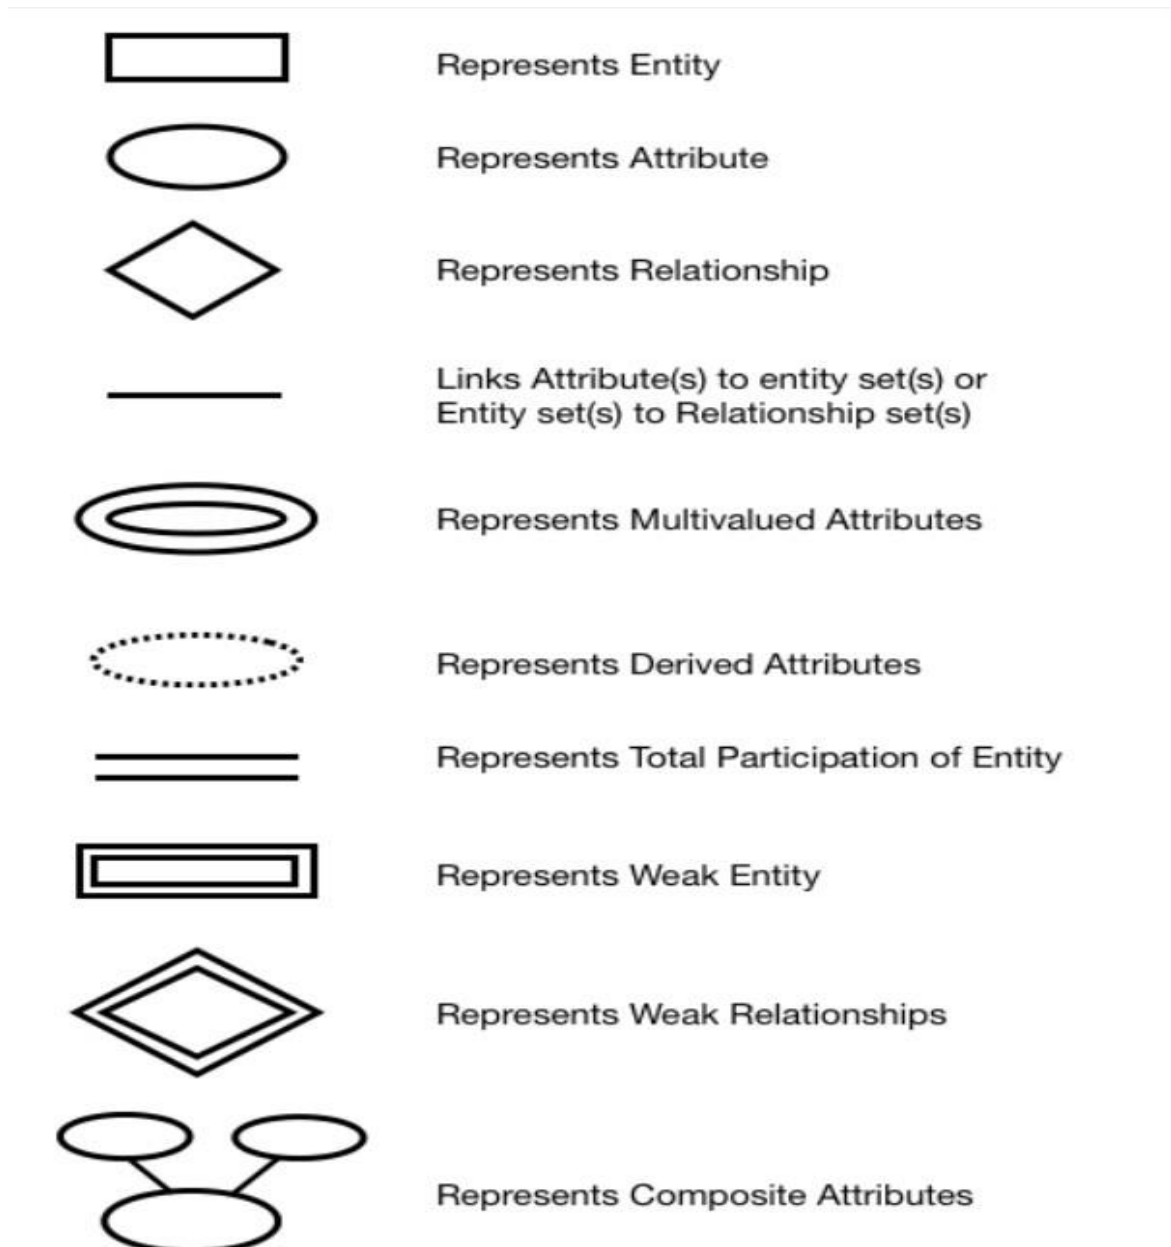 Represents Entity
Represents Attribute
Represents Relationship
Links Attribute(s) to entity set(s) or
Entity set(s) to Relationship set(s)
Represents Multivalued Attributes
Represents Derived Attributes
Represents Total Participation of Entity
Represents Weak Entity
Represents Weak Relationships
Represents Composite Attributes